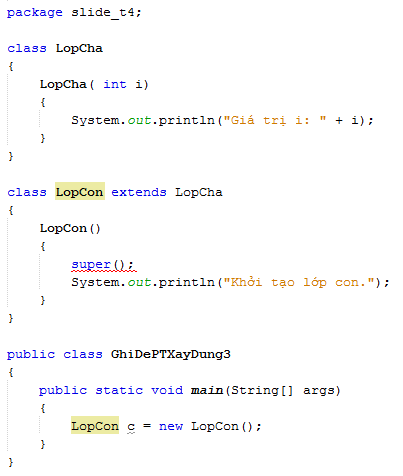 package slide_t4;
class LopCha
{
LopCha( int i)
{
System.out.println("Giá trị i: " + i);
}
}
class LopCon extends LopCha
{
LopCon()
{
super();
System.out.println("Khởi tạo lớp con.");
}
}
public class GhiDePTXayDung3
{
public static void main(String[] args)
{
LopCon c = new LopCon();
}
}